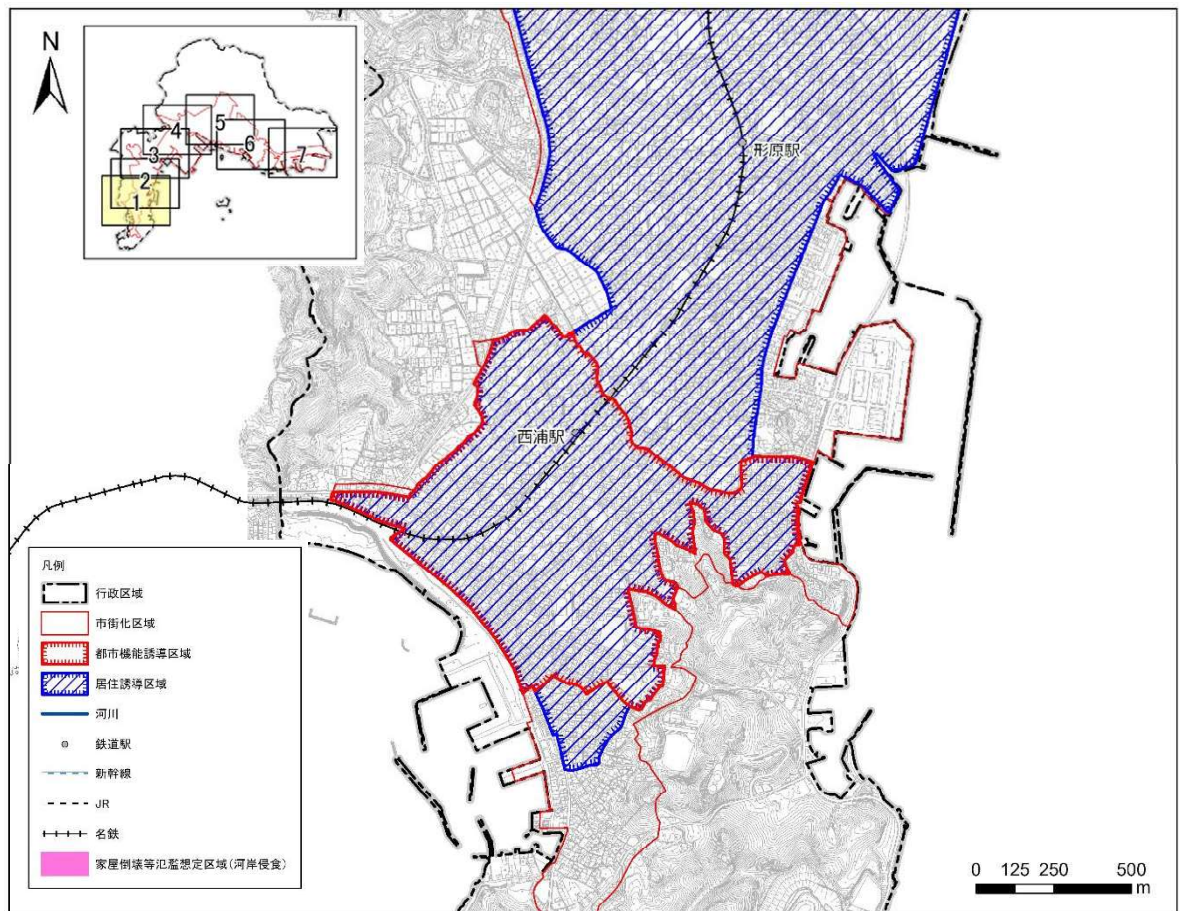 N
4
5
6
7
3
2
1
形原駅
西浦駅
凡例
行政区域
市街化区域
都市機能誘導区域
居住誘導区域
河川
鉄道駅
新幹線
JR
名鉄
家屋倒壊等氾濫想定区域(河岸侵食)
0 125 250 500
m